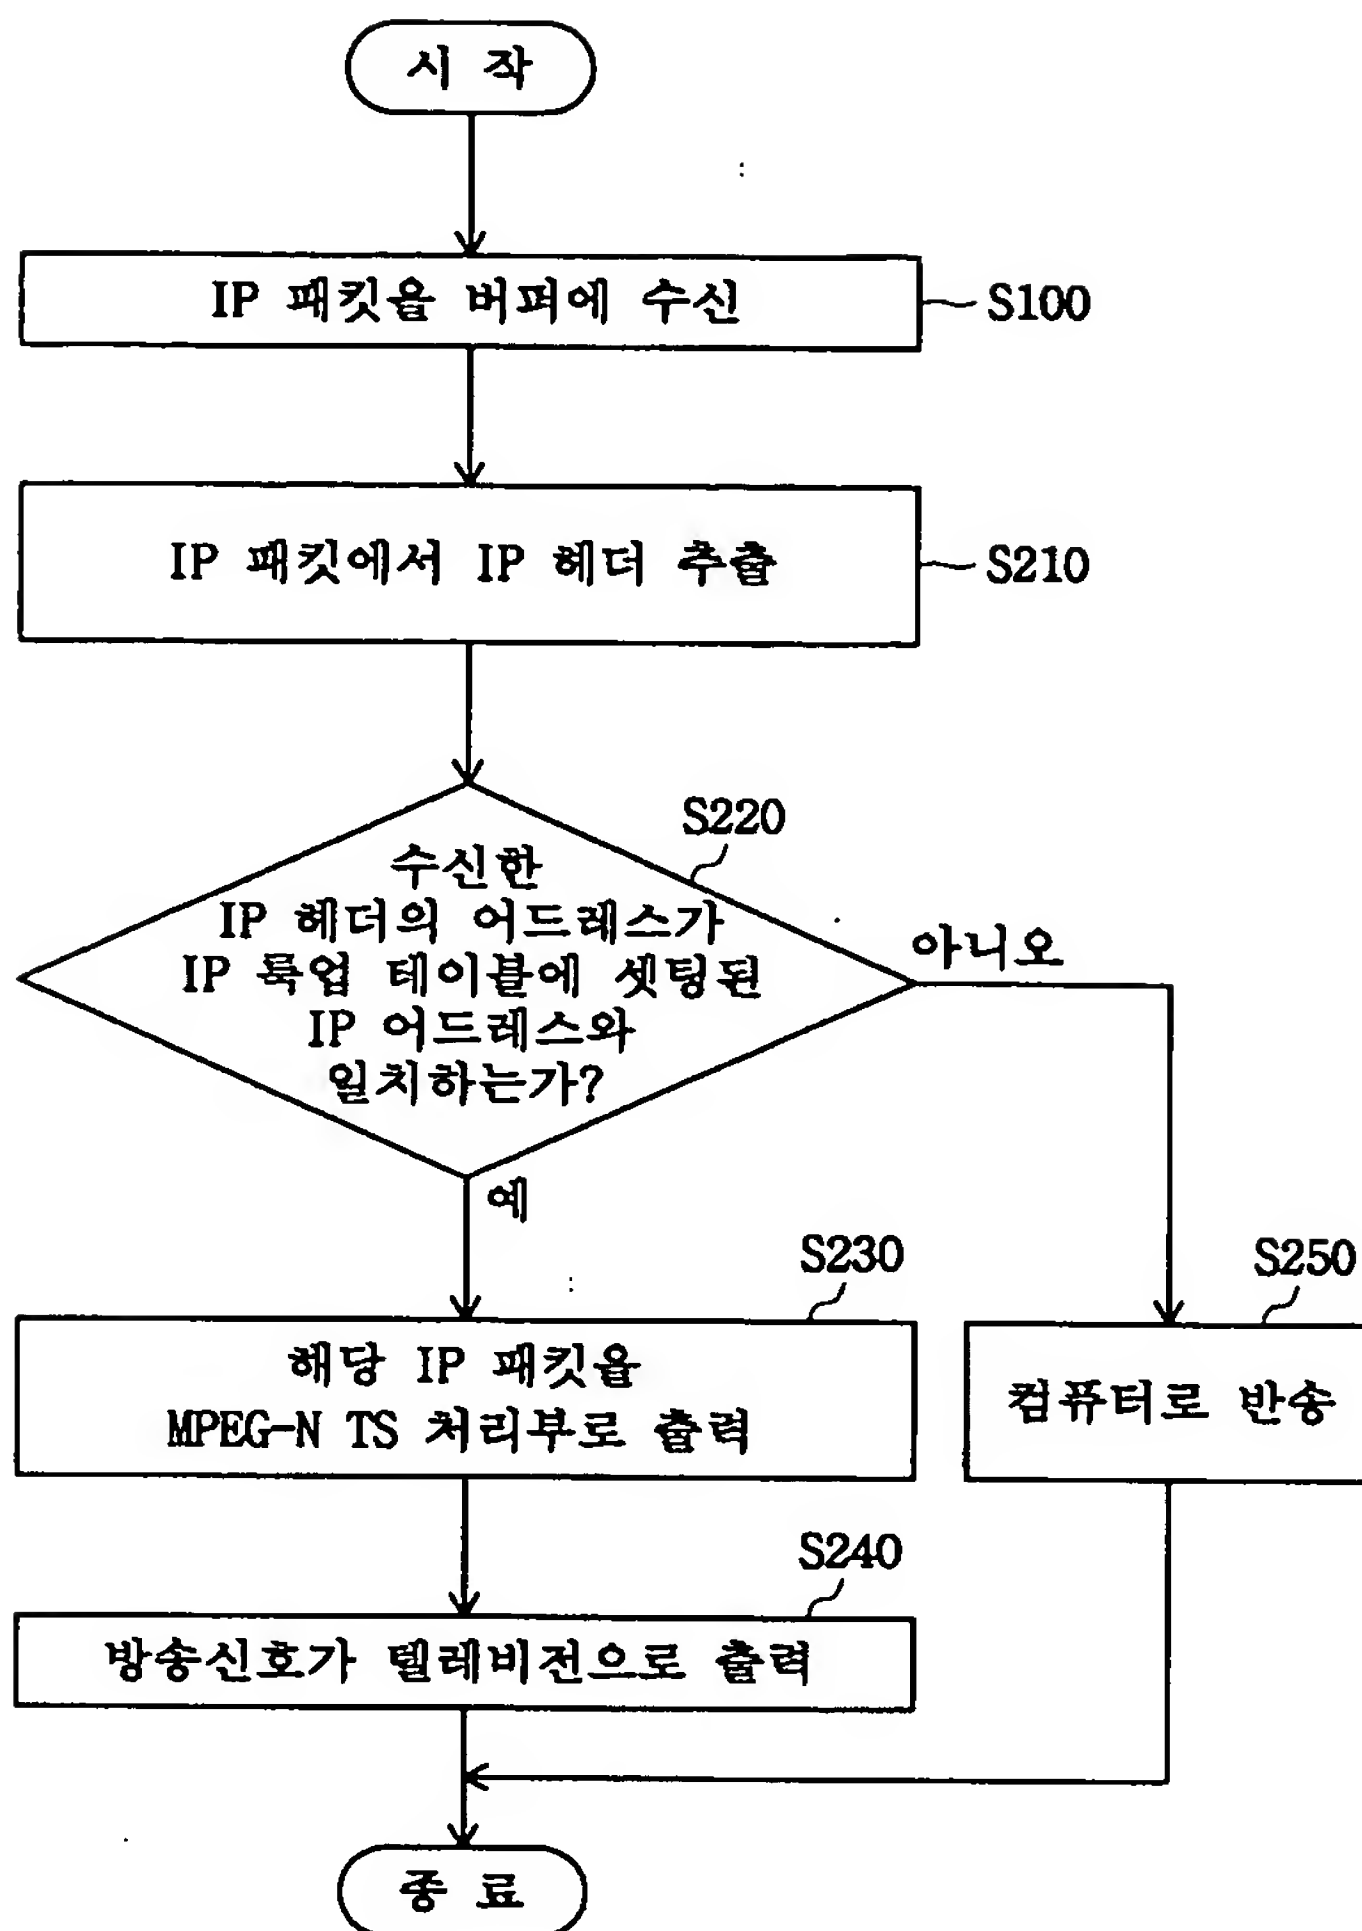 시 작
IP 패킷을 버퍼에 수신
S100
IP 패킷에서 IP 헤더 추출
S210
S220
수신한
IP 헤더의 어드레스가
IP 룩업 테이블에 셋팅된
IP 어드레스와
일치하는가?
아니오
예
S230
해당 IP 패킷을
MPEG-N TS 처리부로 출력
S250
컴퓨터로 반송
S240
방송신호가 텔레비전으로 출력
종 료